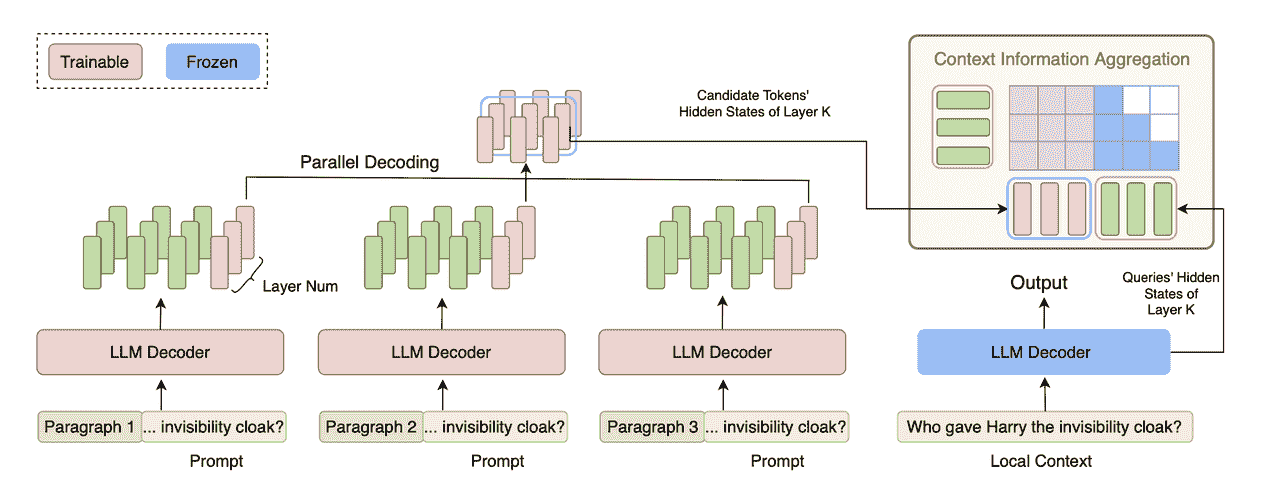 Trainable
Frozen
Context Information Aggregation
Candidate Tokens'
Hidden States of Layer K
Parallel Decoding
Layer Num
Output
Queries' Hidden
States of
Layer K
LLM Decoder
LLM Decoder
LLM Decoder
LLM Decoder
Paragraph 1 ... invisibility cloak?
Paragraph 2 ... invisibility cloak?
Paragraph 3 ... invisibility cloak?
Who gave Harry the invisibility cloak?
Prompt
Prompt
Prompt
Local Context